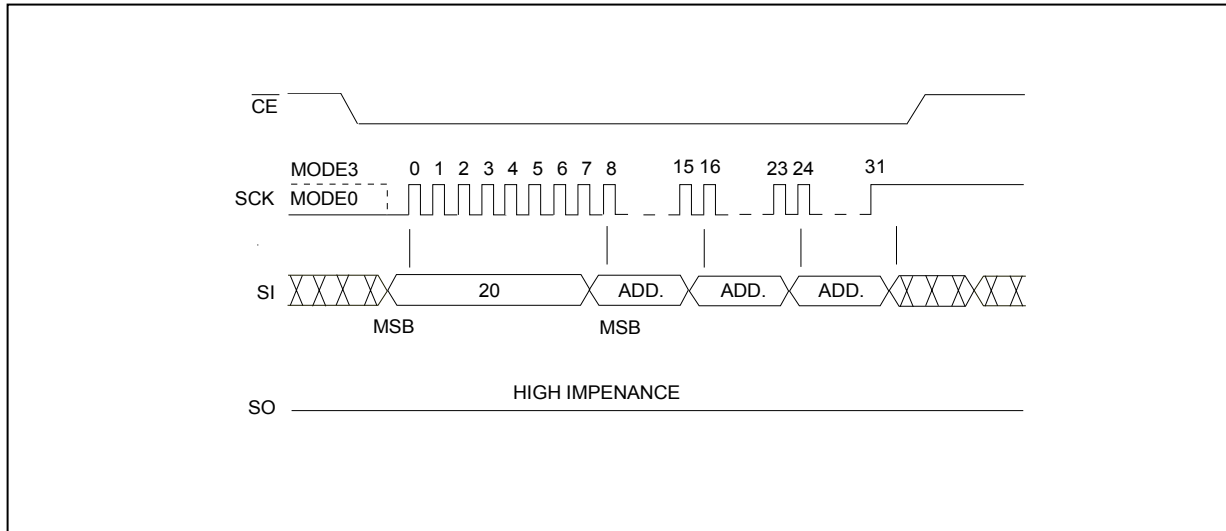 CE
MODE3 0 1 2 3 4 5 6 7 8 15 16 23 24 31
SCK MODE0
SI 20 ADD. ADD. ADD.
MSB MSB
HIGH IMPENANCE
SO